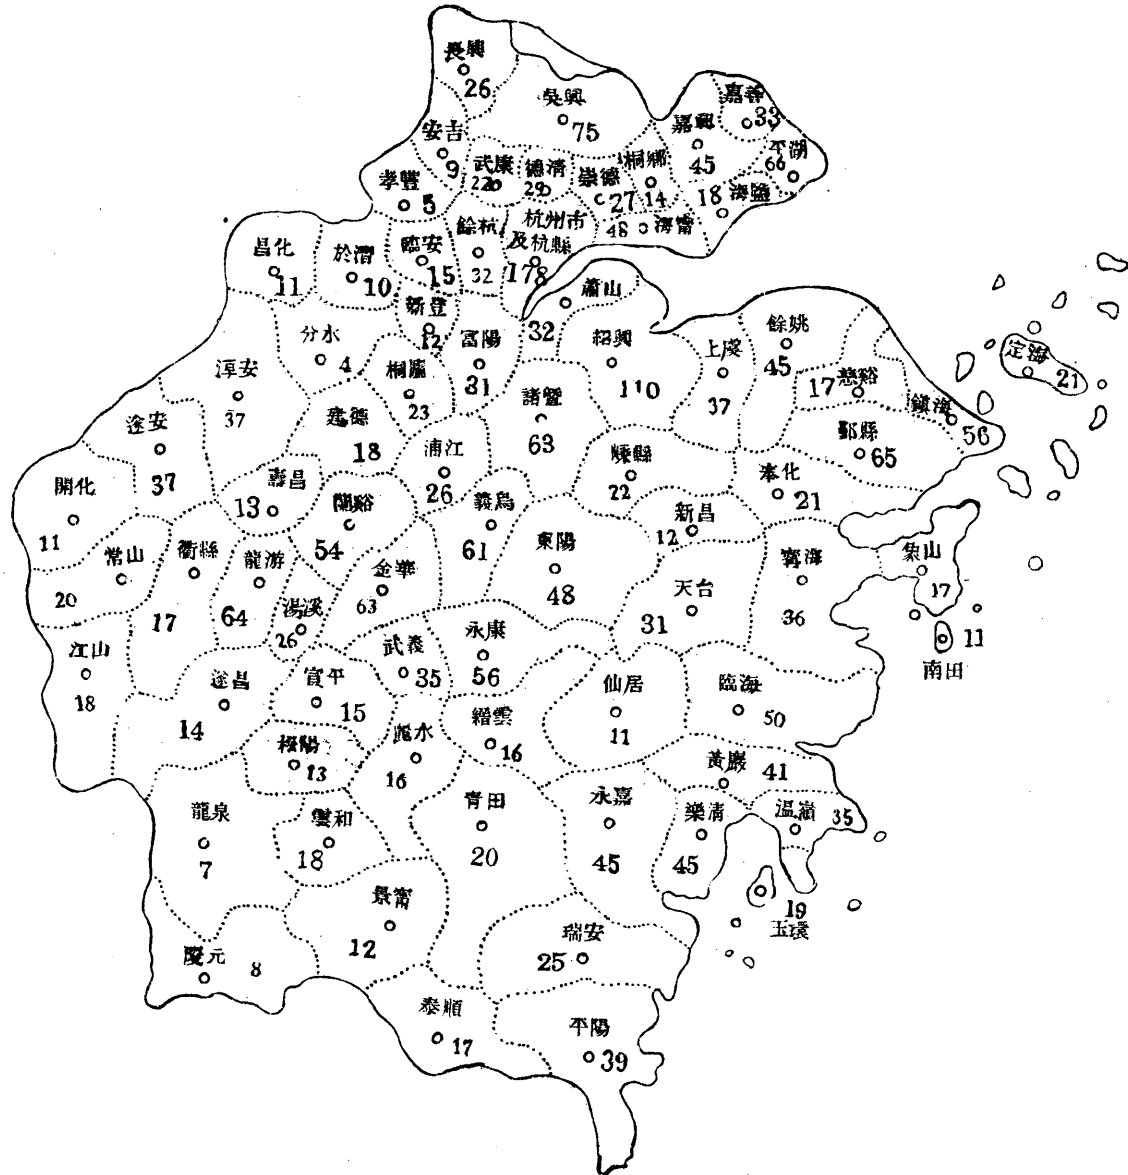 長興
26
吳興
75
嘉善
33
嘉興
45
平湖
66
安吉
9
武康
22
德清
29
崇德
27
桐鄉
14
海鹽
18
孝豐
5
餘杭
32
杭州市
及杭縣
178
48
海甯
昌化
11
於潛
10
臨安
15
新登
12
蕭山
32
富陽
31
紹興
110
上虞
37
餘姚
45
定海
21
分水
4
桐廬
23
淳安
37
諸暨
63
17
慈谿
鎮海
56
鄞縣
65
遂安
37
建德
18
浦江
26
嵊縣
22
奉化
21
開化
11
壽昌
13
蘭谿
54
義烏
61
新昌
12
常山
20
衢縣
17
龍游
64
湯溪
26
金華
63
東陽
48
天台
31
寗海
36
象山
17
11
南田
江山
18
遂昌
14
宣平
15
武義
35
永康
56
仙居
11
臨海
50
13
麗水
16
縉雲
16
黃巖
41
龍泉
7
雲和
18
青田
20
永嘉
45
樂清
45
温嶺
35
19
玉環
景甯
12
瑞安
25
慶元
8
泰順
17
平陽
39